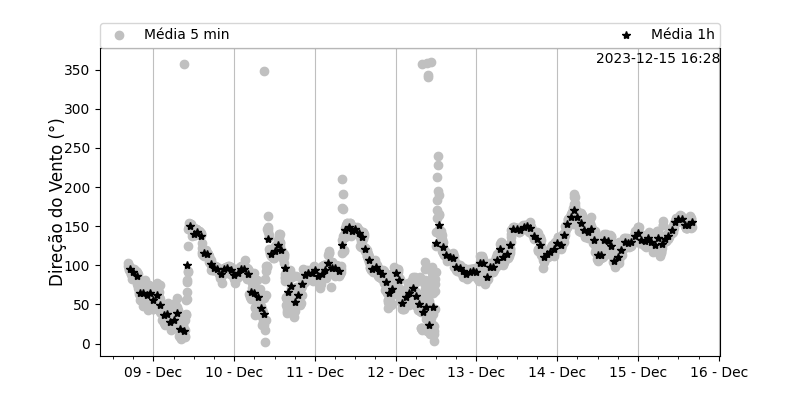 Média 5 min
Média 1h
2023-12-15 16:28
Direção do Vento (°)
350
300
250
200
150
100
50
0
09 - Dec
10 - Dec
11 - Dec
12 - Dec
13 - Dec
14 - Dec
15 - Dec
16 - Dec